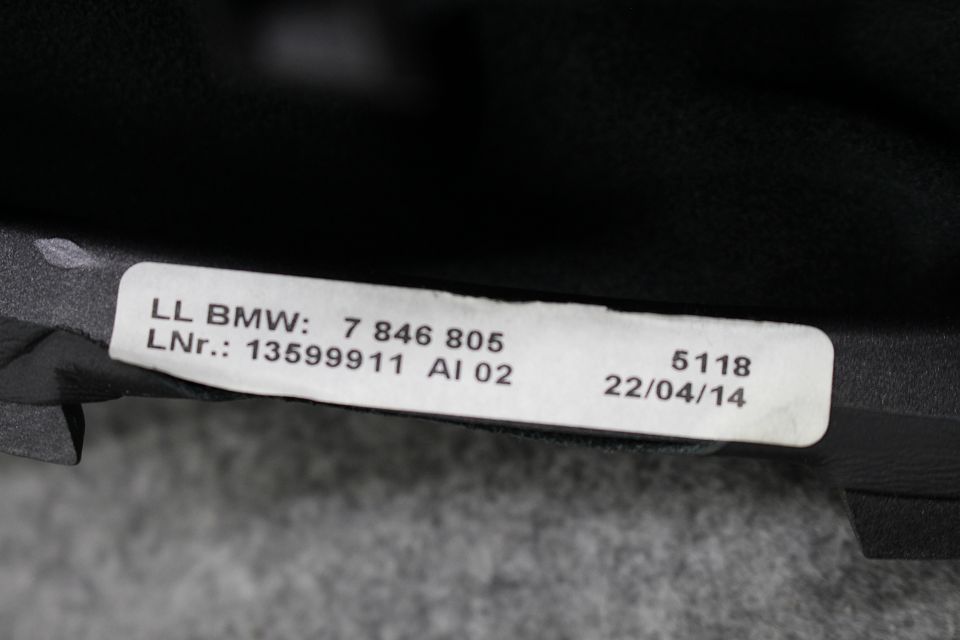 LL BMW: 7 846 805 5118
LNr.: 13599911 AI 02 22/04/14